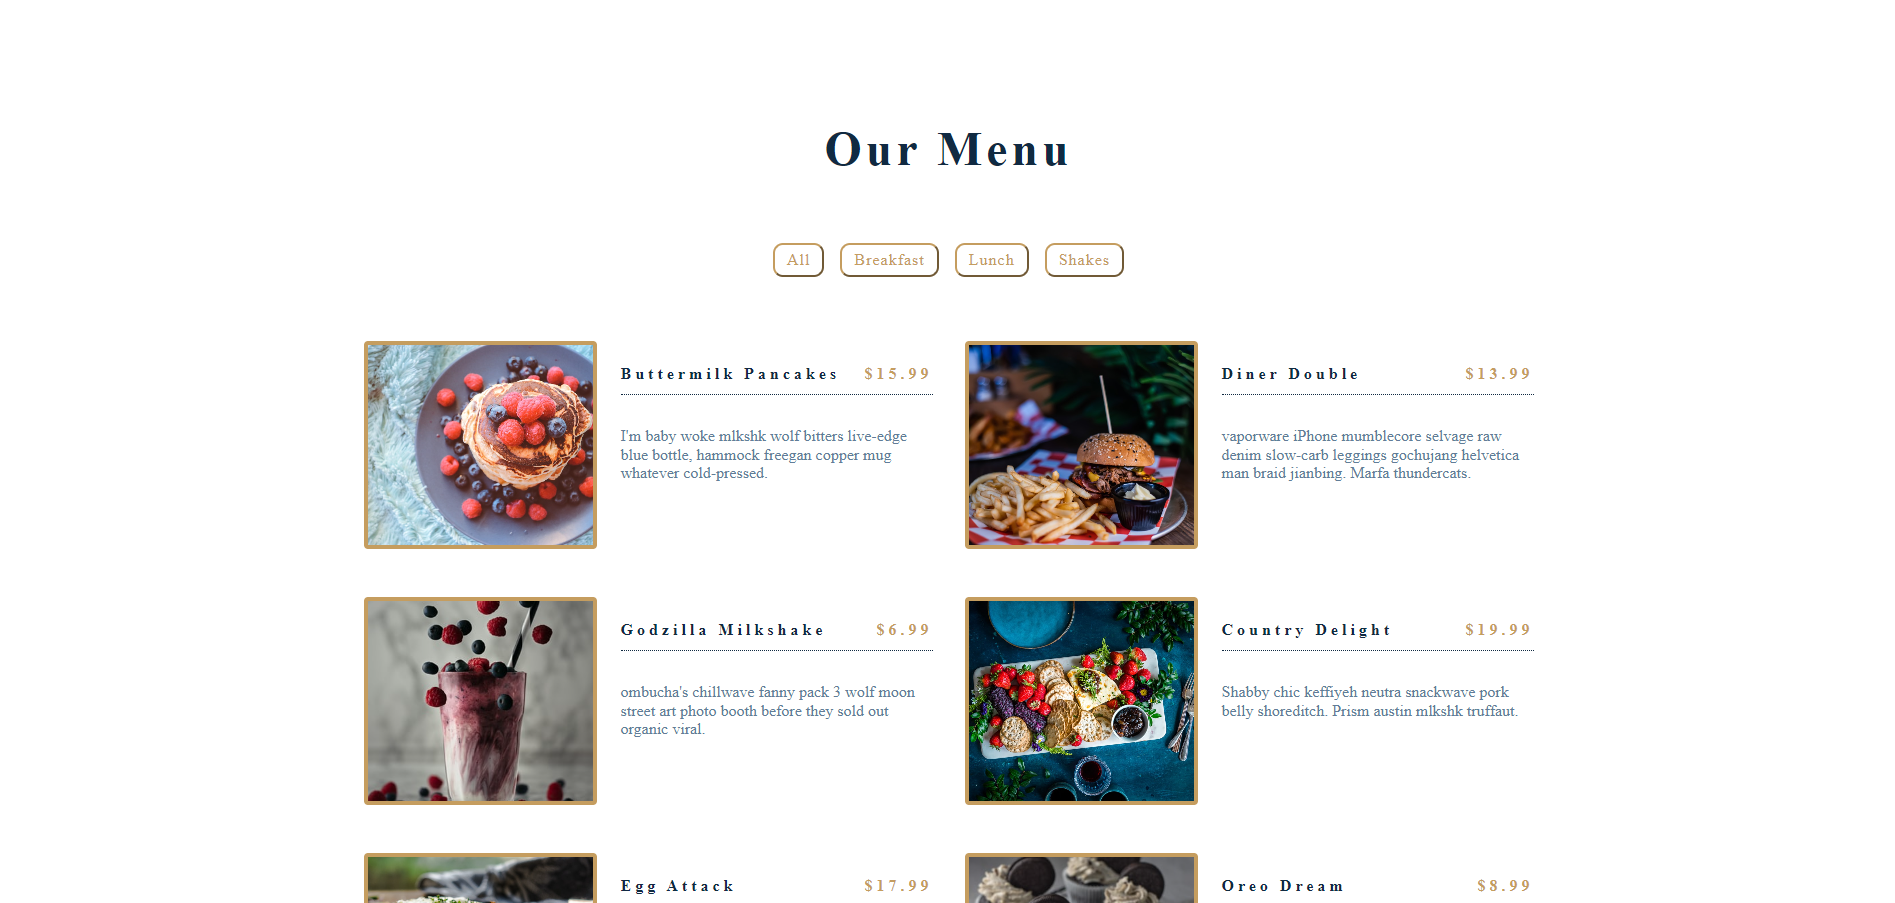 Our Menu
All Breakfast Lunch Shakes
Buttermilk Pancakes $15.99
I'm baby woke mlkshk wolf bitters live-edge
blue bottle, hammock freegan copper mug
whatever cold-pressed.
Diner Double $13.99
vaporware iPhone mumblecore selvage raw
denim slow-carb leggings gochujang helvetica
man braid jianbing. Marfa thundercats.
Godzilla Milkshake $6.99
ombucha's chillwave fanny pack 3 wolf moon
street art photo booth before they sold out
organic viral.
Country Delight $19.99
Shabby chic keffiyeh neutra snackwave pork
belly shoreditch. Prism austin mlkshk truffaut.
Egg Attack $17.99
Oreo Dream $8.99